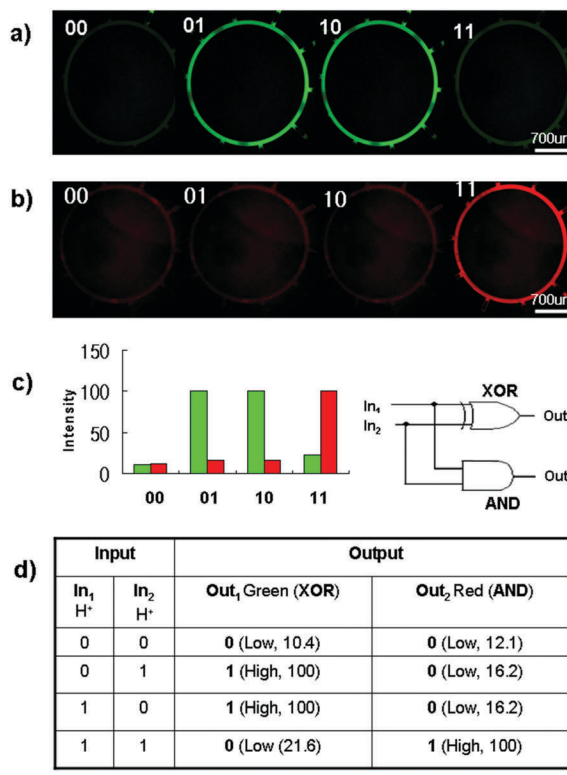 a)
00 01 10 11
700um
b)
00 01 10 11
700um
c)
Intensity
150
100
50
0
00 01 10 11
XOR
In₁
In₂
Out
AND
Out
d)
Input Output
In₁ H⁺ In₂ H⁺ Out₁ Green (XOR) Out₂ Red (AND)
0 0 0 (Low, 10.4) 0 (Low, 12.1)
0 1 1 (High, 100) 0 (Low, 16.2)
1 0 1 (High, 100) 0 (Low, 16.2)
1 1 0 (Low (21.6) 1 (High, 100)